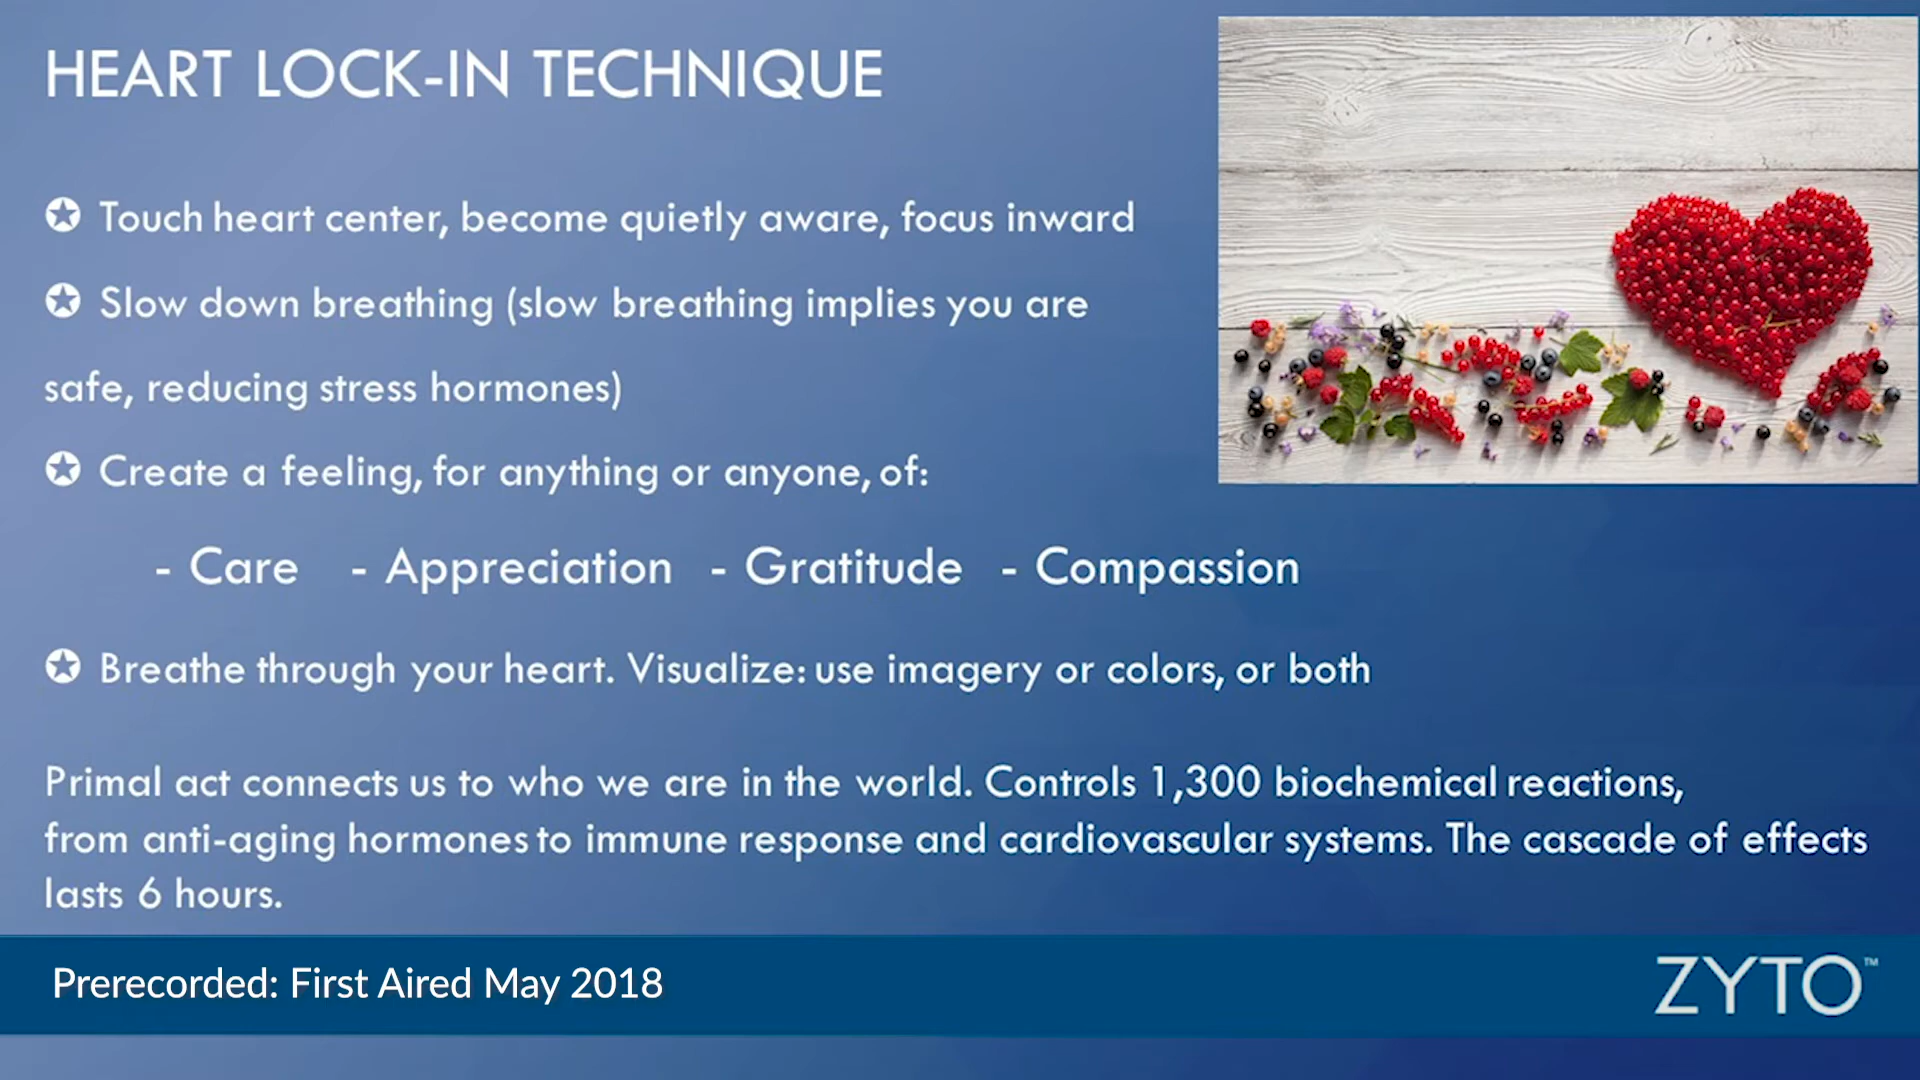 HEART LOCK-IN TECHNIQUE
✪ Touch heart center, become quietly aware, focus inward
✪ Slow down breathing (slow breathing implies you are
safe, reducing stress hormones)
✪ Create a feeling, for anything or anyone, of:
- Care - Appreciation - Gratitude - Compassion
✪ Breathe through your heart. Visualize: use imagery or colors, or both
Primal act connects us to who we are in the world. Controls 1,300 biochemical reactions,
from anti-aging hormones to immune response and cardiovascular systems. The cascade of effects
lasts 6 hours.
Prerecorded: First Aired May 2018
ZYTO™